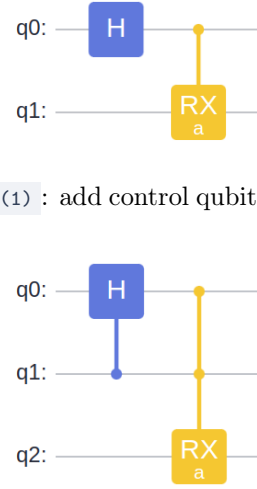 q0: H
q1: RX
a
(1) : add control qubit
q0: H
q1:
q2: RX
a